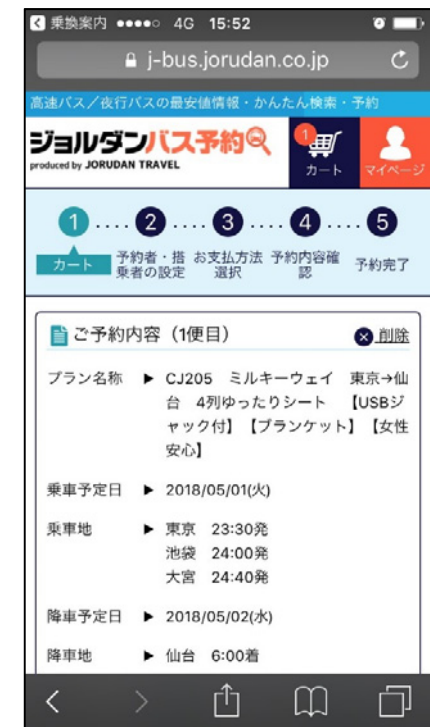 乗換案内 4G 15:52
j-bus.jorudan.co.jp
高速バス／夜行バスの最安値情報・かんたん検索・予約
ジョルダンバス予約
produced by JORUDAN TRAVEL
1
カート
マイページ
1 .... 2 .... 3 .... 4 .... 5
カート
予約者・搭
乗者の設定
お支払方法
選択
予約内容確
認
予約完了
ご予約内容（1便目）
削除
プラン名称 ▶ CJ205 ミルキーウェイ 東京→仙
台 4列ゆったりシート 【USBジ
ャック付】【ブランケット】【女性
安心】
乗車予定日 ▶ 2018/05/01(火)
乗車地 ▶ 東京 23:30発
池袋 24:00発
大宮 24:40発
降車予定日 ▶ 2018/05/02(水)
降車地 ▶ 仙台 6:00着